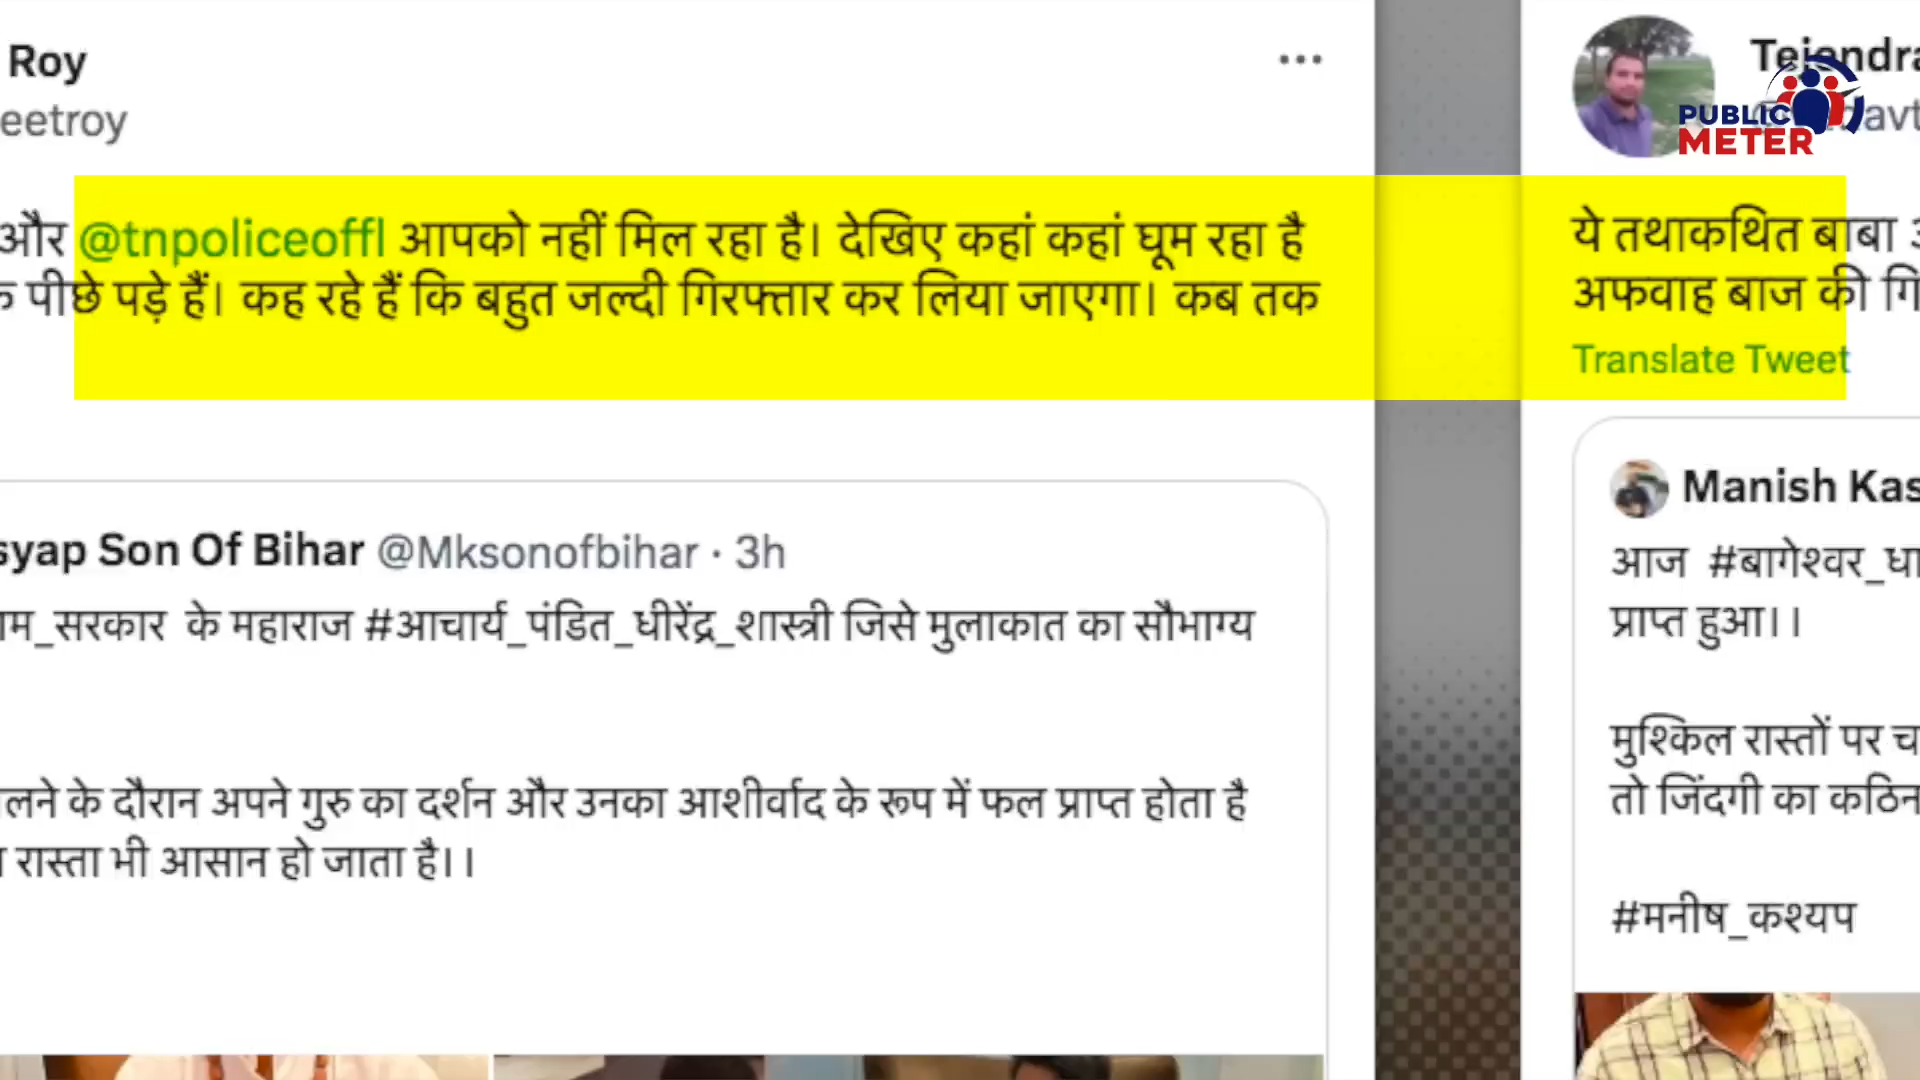 Roy
eetroy
और @tnpoliceoffl आपको नहीं मिल रहा है। देखिए कहां कहां घूम रहा है
पीछे पड़े हैं। कह रहे हैं कि बहुत जल्दी गिरफ्तार कर लिया जाएगा। कब तक
syap Son Of Bihar @Mksonofbihar · 3h
म_सरकार के महाराज #आचार्य_पंडित_धीरेंद्र_शास्त्री जिसे मुलाकात का सौभाग्य
लने के दौरान अपने गुरु का दर्शन और उनका आशीर्वाद के रूप में फल प्राप्त होता है
रास्ता भी आसान हो जाता है।।
Tejendra
PUBLIC
METER
ये तथाकथित बाबा
अफवाह बाज की गि
Translate Tweet
Manish Kas
आज #बागेश्वर_धा
प्राप्त हुआ।।
मुश्किल रास्तों पर च
तो जिंदगी का कठिन
#मनीष_कश्यप